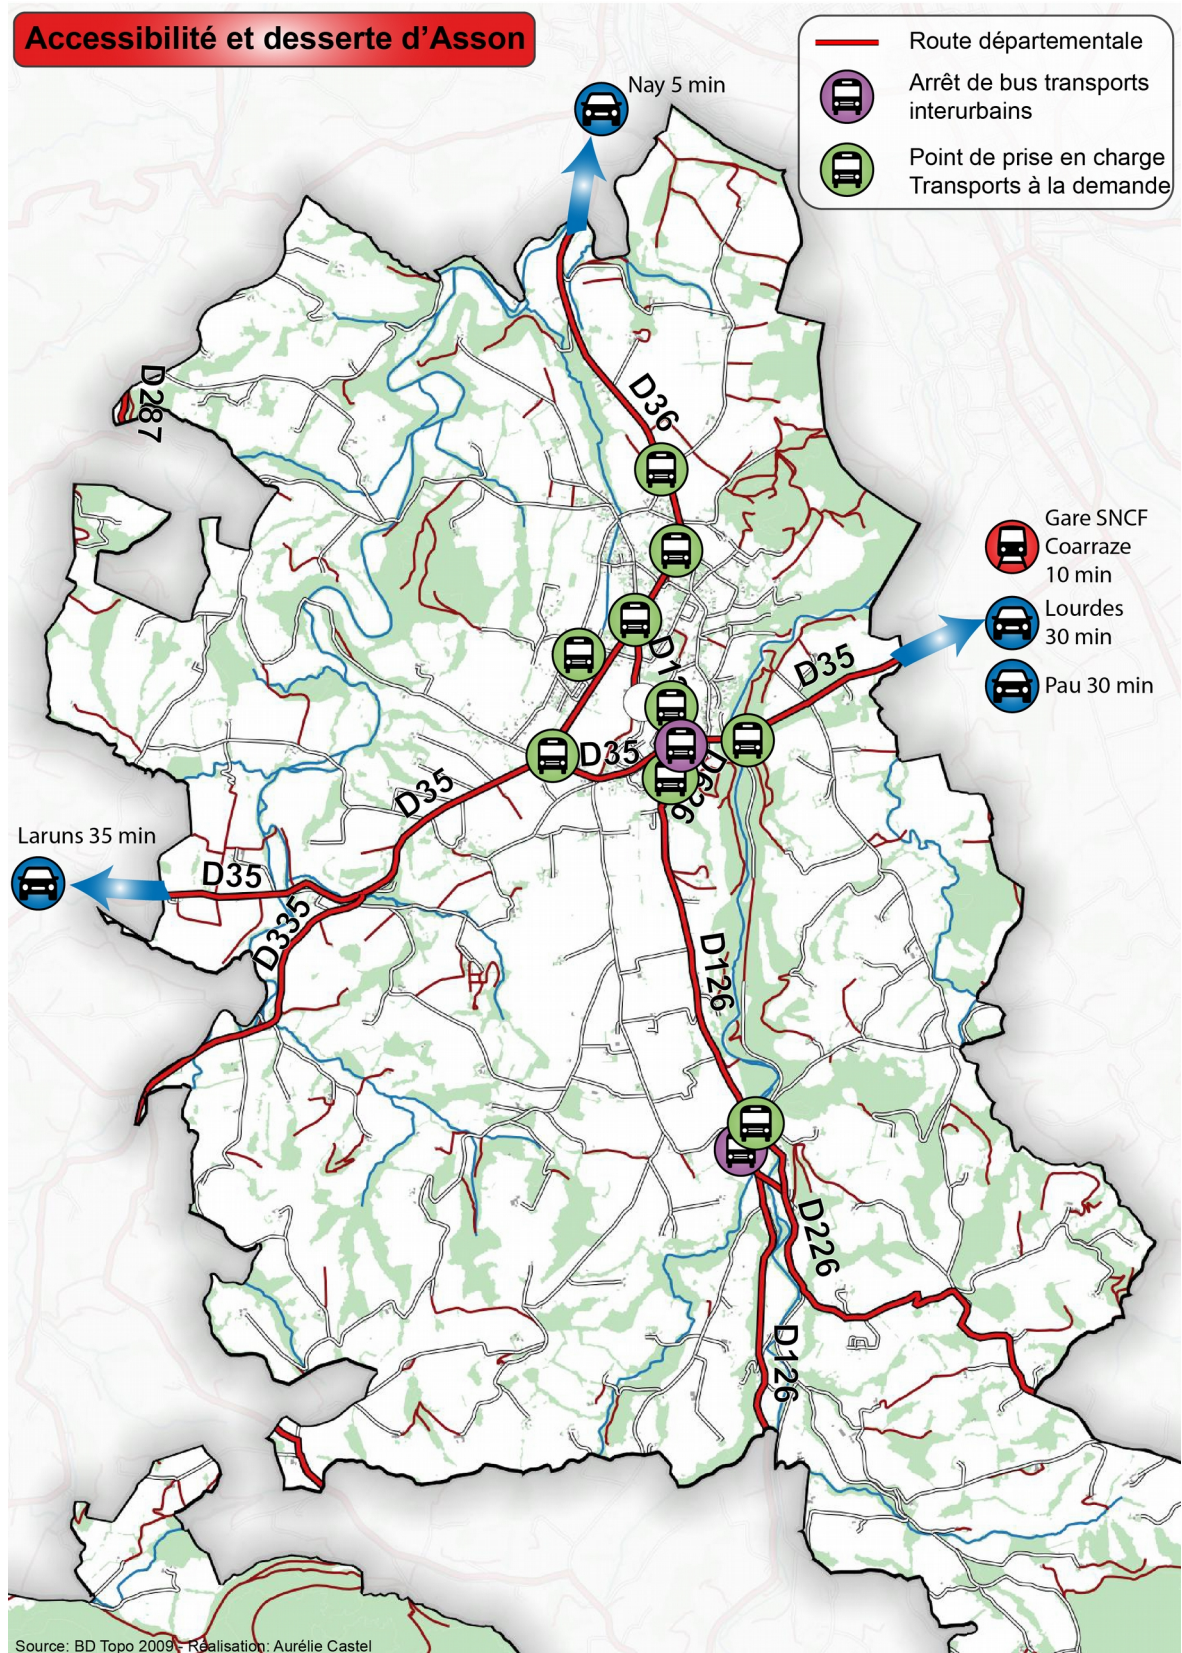 Accessibilité et desserte d'Asson
Route départementale
Arrêt de bus transports
interurbains
Point de prise en charge
Transports à la demande
Nay 5 min
D287
D36
Gare SNCF
Coarraze
10 min
Lourdes
30 min
Pau 30 min
D35
D35
D35
Laruns 35 min
D35
D335
D126
D226
D126
Source: BD Topo 2009 - Réalisation: Aurélie Castel